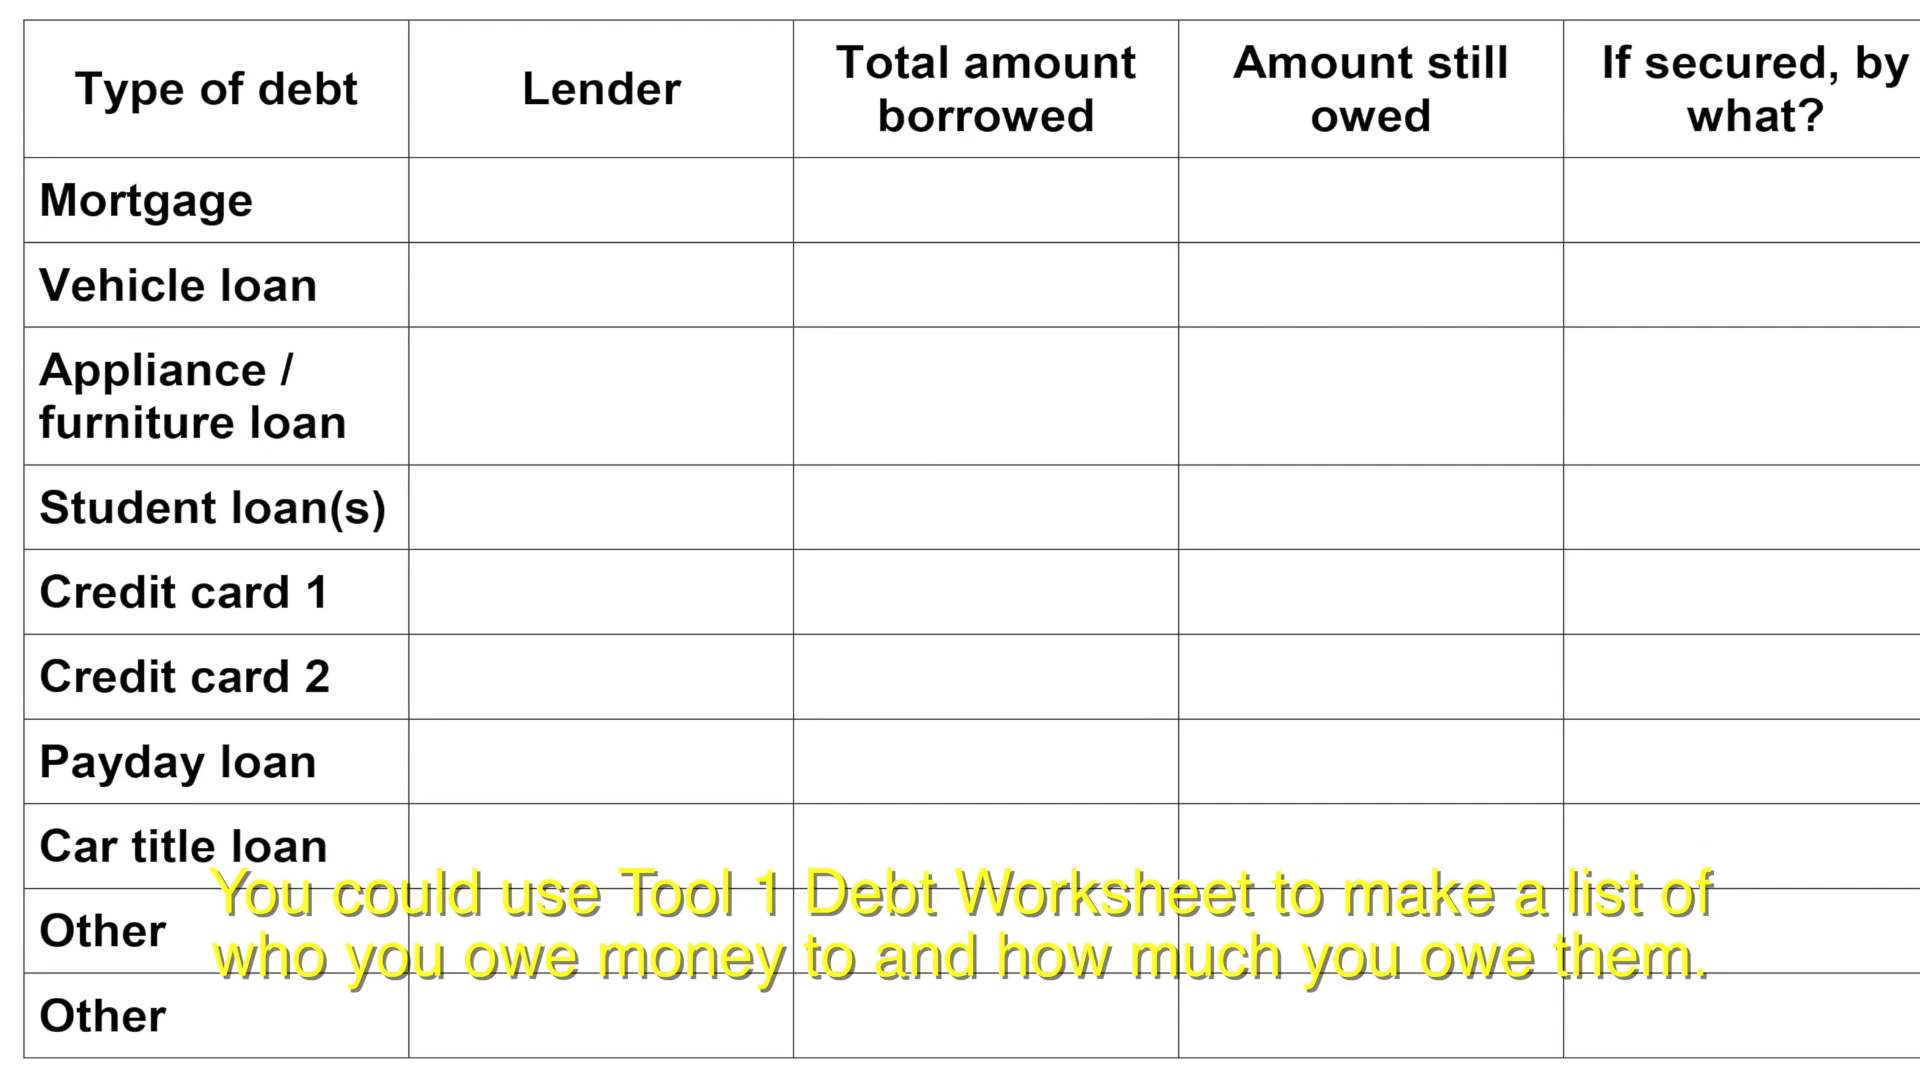 Type of debt
Lender
Total amount
borrowed
Amount still
owed
If secured, by
what?
Mortgage
Vehicle loan
Appliance /
furniture loan
Student loan(s)
Credit card 1
Credit card 2
Payday loan
Car title loan
Other
Other
You could use Tool 1 Debt Worksheet to make a list of
who you owe money to and how much you owe them.